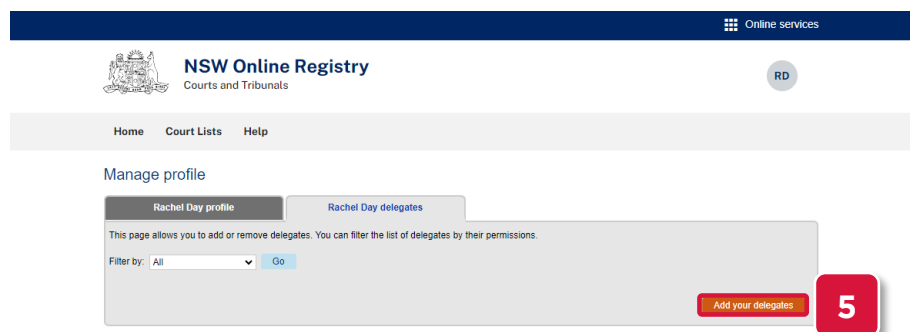 Online services
NSW Online Registry
Courts and Tribunals
RD
Home Court Lists Help
Manage profile
Rachel Day profile Rachel Day delegates
This page allows you to add or remove delegates. You can filter the list of delegates by their permissions.
Filter by: All Go
Add your delegates 5